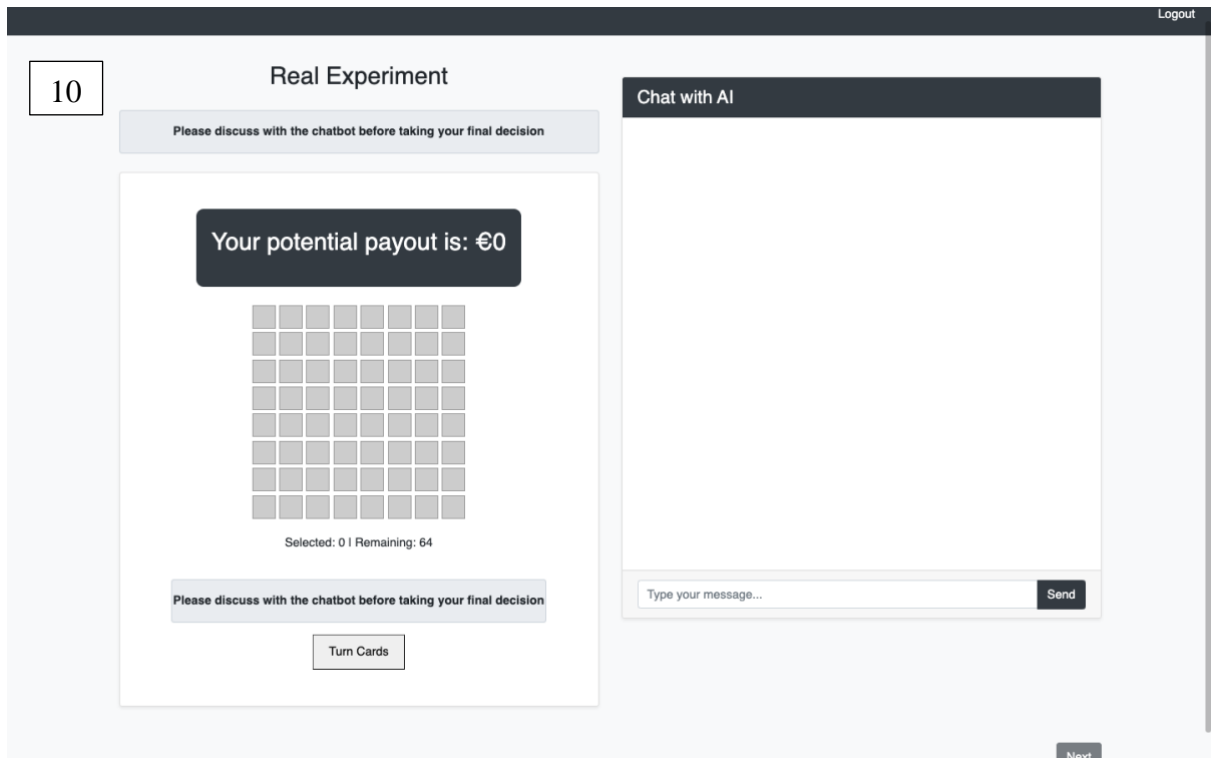 Logout
10
Real Experiment
Please discuss with the chatbot before taking your final decision
Your potential payout is: €0
Selected: 0 | Remaining: 64
Please discuss with the chatbot before taking your final decision
Turn Cards
Chat with AI
Type your message...
Send
Next